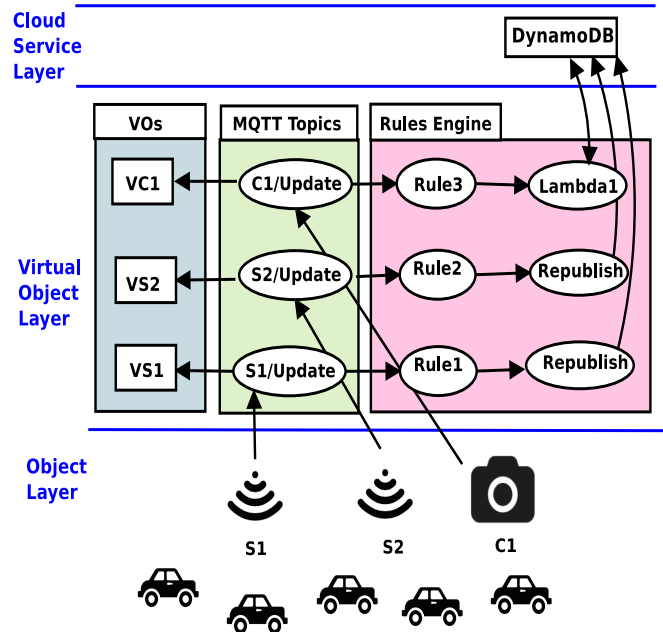 Cloud
Service
Layer
DynamoDB
VOs
MQTT Topics
Rules Engine
VC1
C1/Update
Rule3
Lambda1
Virtual
Object
Layer
VS2
S2/Update
Rule2
Republish
VS1
S1/Update
Rule1
Republish
Object
Layer
S1
S2
C1